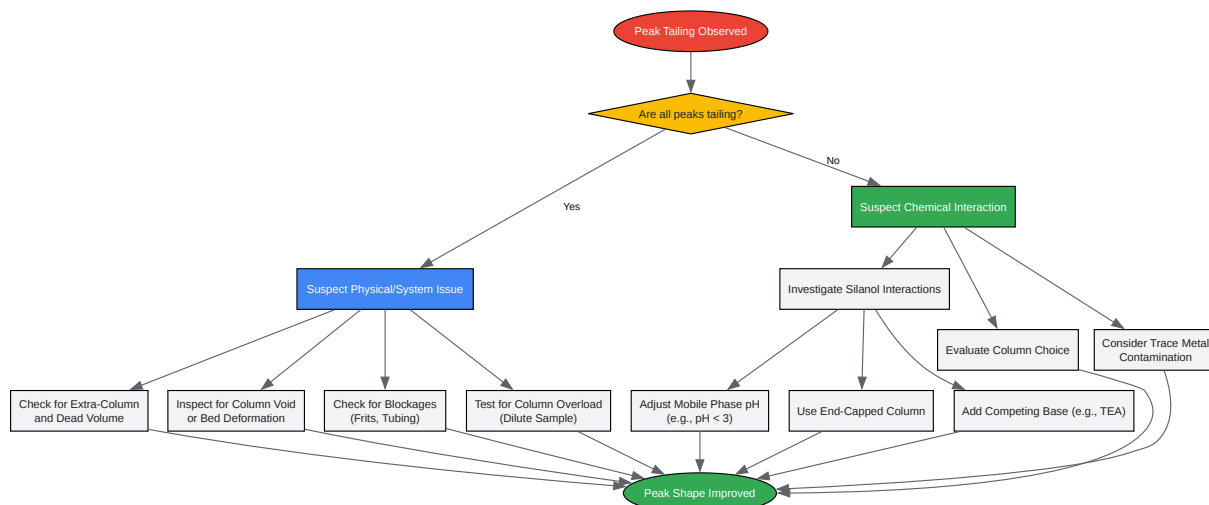 Peak Tailing Observed
Are all peaks tailing?
No
Suspect Chemical Interaction
Yes
Suspect Physical/System Issue
Investigate Silanol Interactions
Evaluate Column Choice
Consider Trace Metal
Contamination
Check for Extra-Column
and Dead Volume
Inspect for Column Void
or Bed Deformation
Check for Blockages
(Frits, Tubing)
Test for Column Overload
(Dilute Sample)
Adjust Mobile Phase pH
(e.g., pH < 3)
Use End-Capped Column
Add Competing Base (e.g., TEA)
Peak Shape Improved